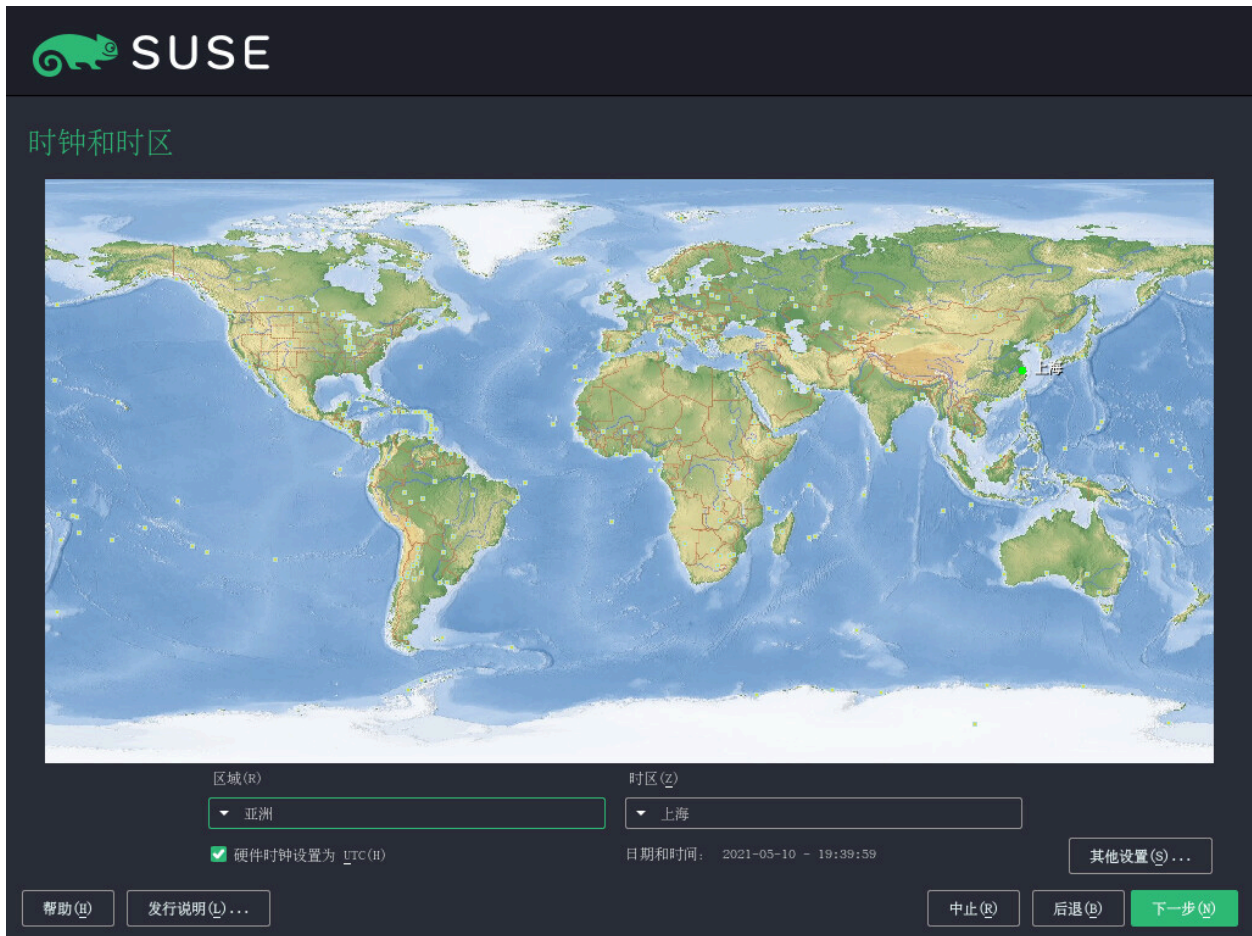 SUSE
时钟和时区
上海
区域(R)
时区(Z)
亚洲
上海
硬件时钟设置为 UTC(H)
日期和时间: 2021-05-10 - 19:39:59
其他设置(S)...
帮助(H)
发行说明(L)...
中止(R)
后退(B)
下一步(N)